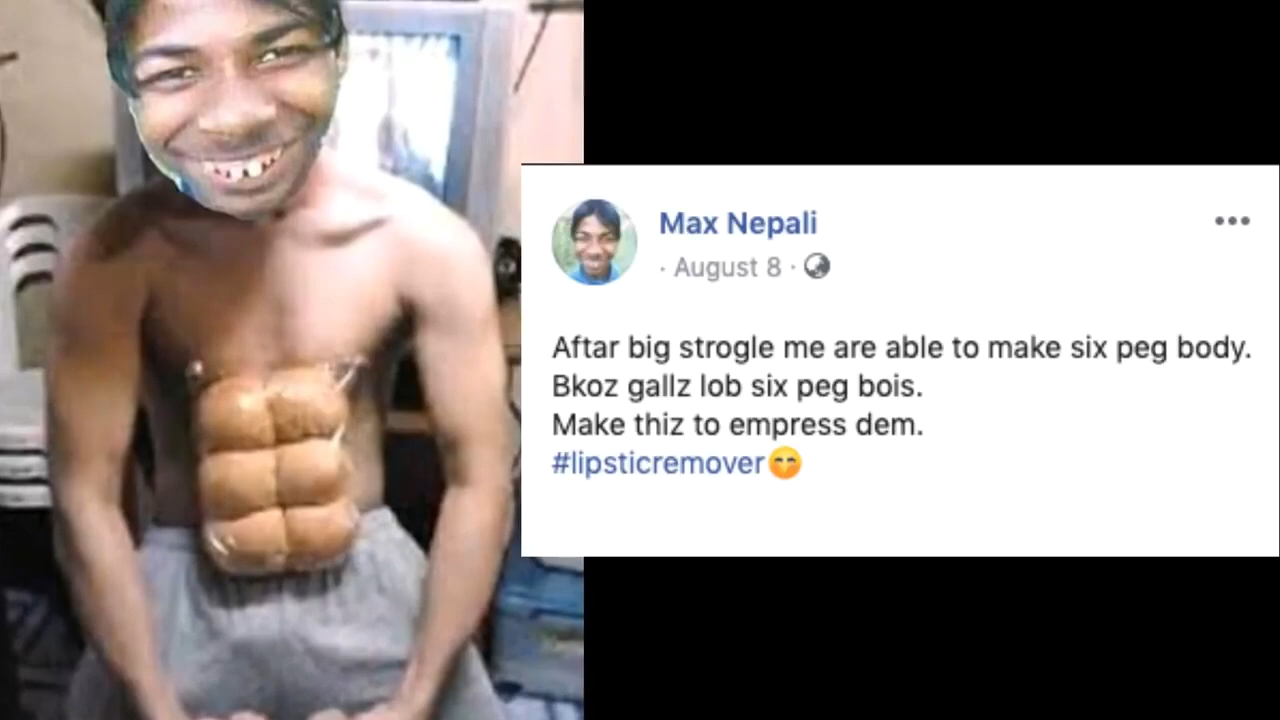 Max Nepali
· August 8 ·
Aftar big strogle me are able to make six peg body.
Bkoz gallz lob six peg bois.
Make thiz to empress dem.
#lipsticremover😊